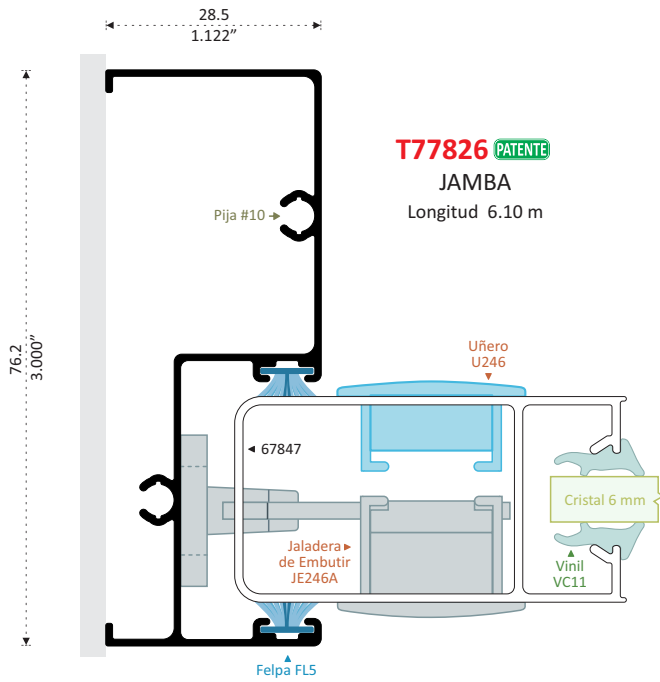 28.5
1.122”
T77826 PATENTE
JAMBA
Longitud 6.10 m
Pija #10
76.2
3.000”
Uñero
U246
67847
Cristal 6 mm
Jaladera
de Embutir
JE246A
Vinil
VC11
Felpa FL5